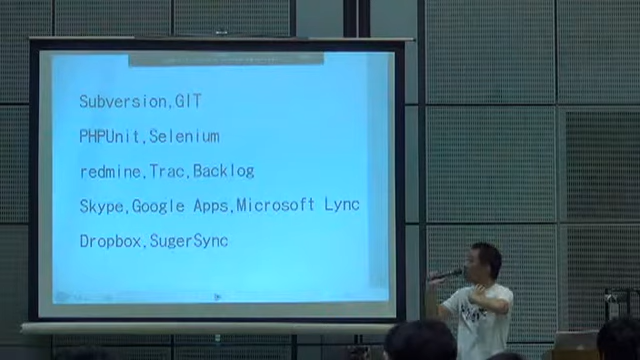 Subversion,GIT
PHPUnit,Selenium
redmine,Trac,Backlog
Skype,Google Apps,Microsoft Lync
Dropbox,SugerSync